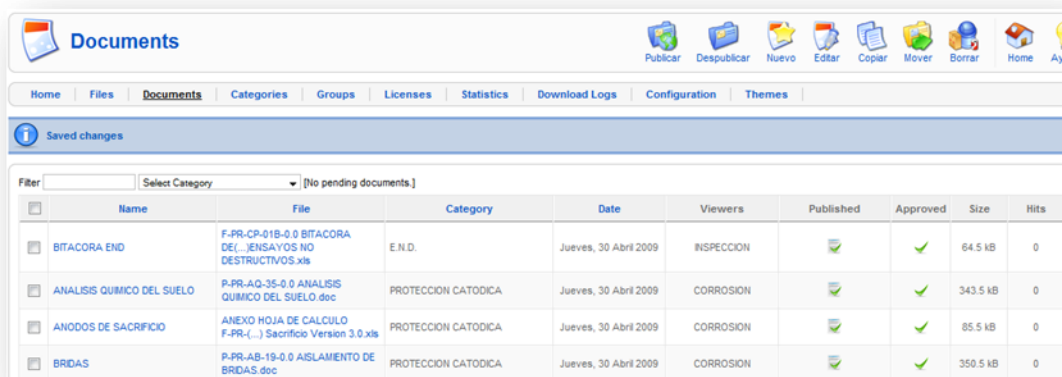 Documents
Publicar Despublicar Nuevo Editar Copiar Mover Borrar Home
Home Files Documents Categories Groups Licenses Statistics Download Logs Configuration Themes
Saved changes
Filter Select Category [No pending documents.]
Name File Category Date Viewers Published Approved Size Hits
F-PR-CP-01B-0.0 BITACORA
BITACORA END DE(...)ENSAYOS NO E.N.D. Jueves, 30 Abril 2009 INSPECCION 64.5 kB 0
DESTRUCTIVOS.xls
ANALISIS QUIMICO DEL SUELO P-PR-AQ-35-0.0 ANALISIS PROTECCION CATODICA Jueves, 30 Abril 2009 CORROSION 343.5 kB 0
QUIMICO DEL SUELO.doc
ANODOS DE SACRIFICIO ANEXO HOJA DE CALCULO PROTECCION CATODICA Jueves, 30 Abril 2009 CORROSION 85.5 kB 0
F-PR-(...) Sacrificio Version 3.0.xls
BRIDAS P-PR-AB-19-0.0 AISLAMIENTO DE PROTECCION CATODICA Jueves, 30 Abril 2009 CORROSION 350.5 kB 0
BRIDAS.doc